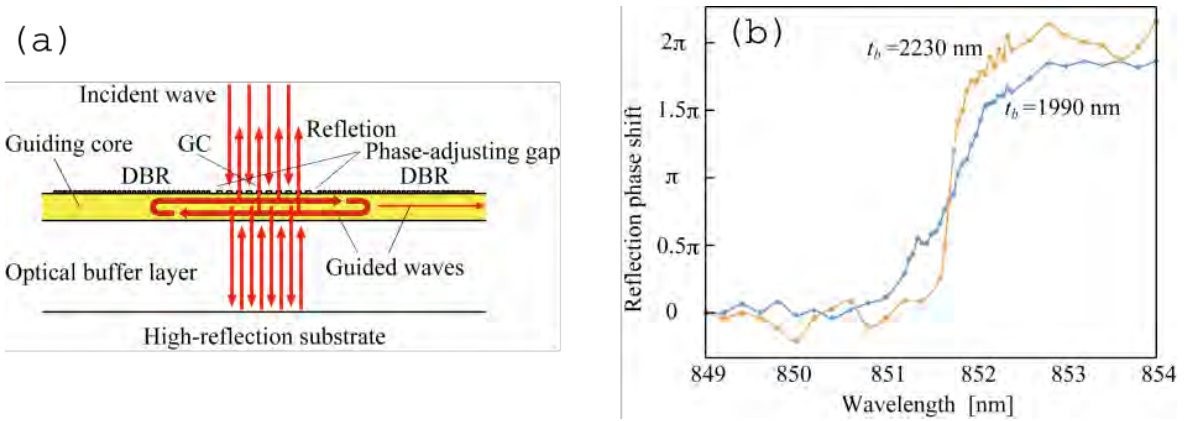 (a)
Incident wave
Refletion
GC
Guiding core
Phase-adjusting gap
DBR
DBR
Optical buffer layer
Guided waves
High-reflection substrate
(b)
Reflection phase shift
2π
1.5π
π
0.5π
0
t_b=2230 nm
t_b=1990 nm
849 850 851 852 853 854
Wavelength [nm]